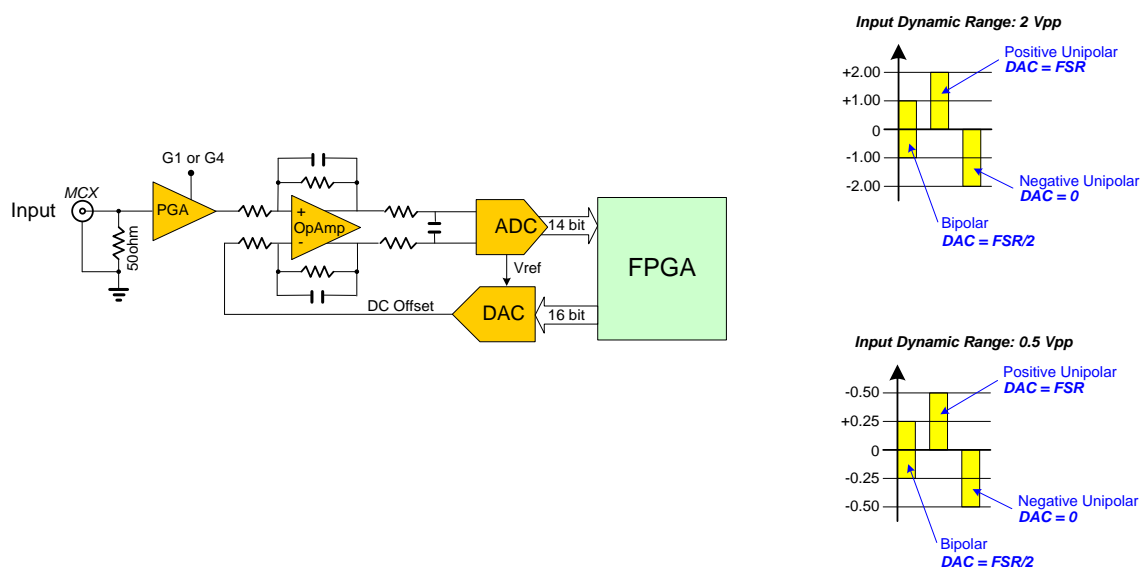 Input Dynamic Range: 2 Vpp
Positive Unipolar
DAC = FSR
+2.00
+1.00
0
-1.00
-2.00
Negative Unipolar
DAC = 0
Bipolar
DAC = FSR/2
G1 or G4
MCX
Input
PGA
50ohm
+
OpAmp
-
ADC
14 bit
FPGA
Vref
DC Offset
DAC
16 bit
Input Dynamic Range: 0.5 Vpp
Positive Unipolar
DAC = FSR
-0.50
+0.25
0
-0.25
-0.50
Negative Unipolar
DAC = 0
Bipolar
DAC = FSR/2